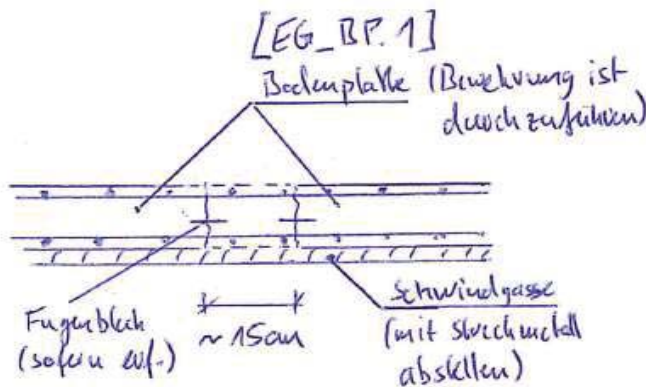 [EG_BP.1]
Bodenplatte (Bewehrung ist
durchzuführen)
Fugenblech
(sofern erf.)
~15cm
Schwindgasse
(mit Streckmetall
abstellen)